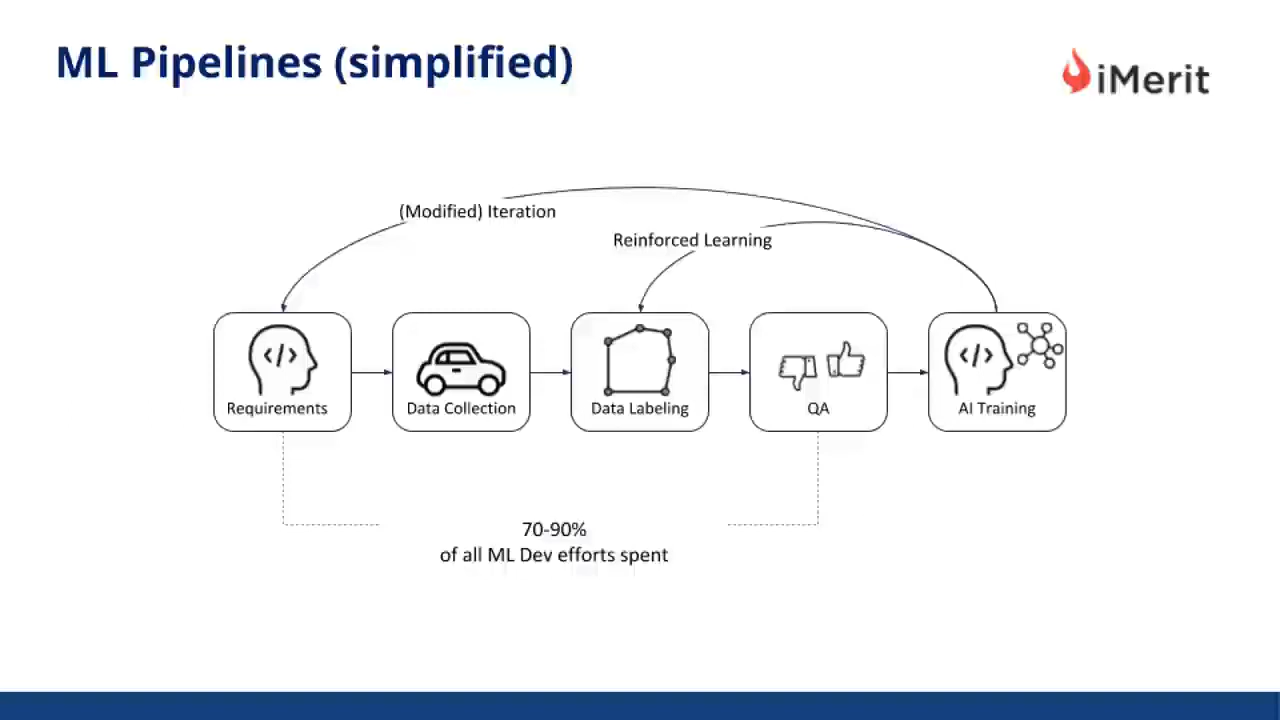 ML Pipelines (simplified)
iMerit
(Modified) Iteration
Reinforced Learning
</>
Requirements
Data Collection
Data Labeling
QA
</>
AI Training
70-90%
of all ML Dev efforts spent